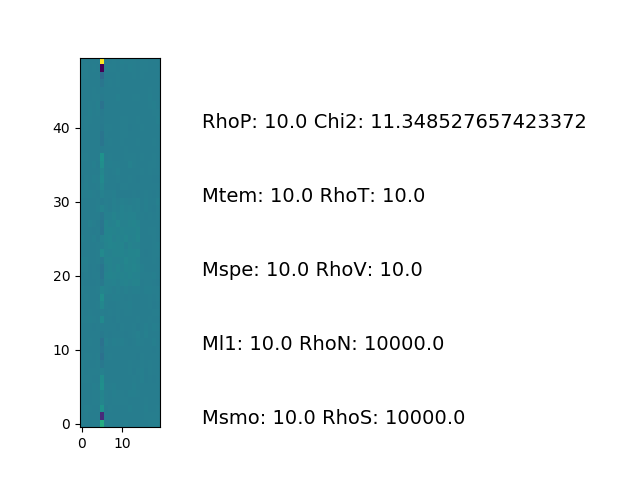 RhoP: 10.0 Chi2: 11.348527657423372
Mtem: 10.0 RhoT: 10.0
Mspe: 10.0 RhoV: 10.0
Ml1: 10.0 RhoN: 10000.0
Msmo: 10.0 RhoS: 10000.0
40
30
20
10
0
0 10